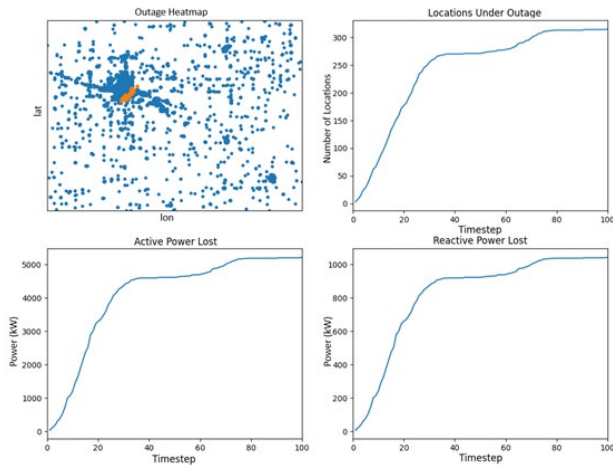 Outage Heatmap
lat
lon
Locations Under Outage
Number of Locations
300
250
200
150
100
50
0
0 20 40 60 80 100
Timestep
Active Power Lost
Power (kW)
5000
4000
3000
2000
1000
0
0 20 40 60 80 100
Timestep
Reactive Power Lost
Power (kW)
1000
800
600
400
200
0
0 20 40 60 80 100
Timestep